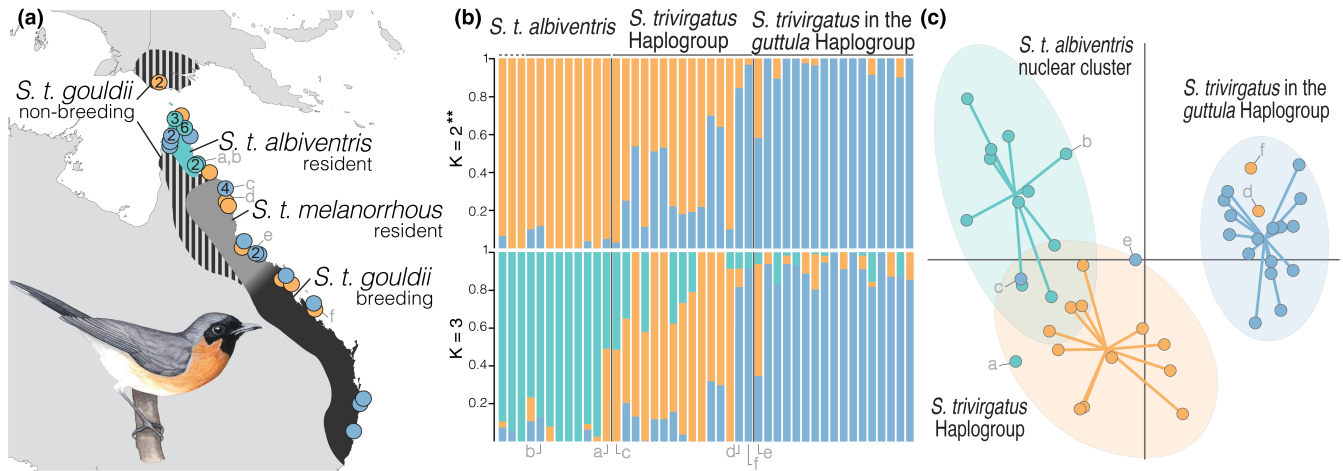 (a)
S. t. gouldii
non-breeding
2
3
6
2
S. t. albiventris
resident
2
a,b
4
c
d
S. t. melanorrhous
resident
e
2
S. t. gouldii
breeding
f
(b)
S. t. albiventris
S. trivirgatus
Haplogroup
S. trivirgatus in the
guttula Haplogroup
K = 2**
1
0.8
0.6
0.4
0.2
K = 3
1
0.8
0.6
0.4
0.2
b
a
c
d
f
e
(c)
S. t. albiventris
nuclear cluster
S. trivirgatus in the
guttula Haplogroup
b
f
d
e
c
a
S. trivirgatus
Haplogroup